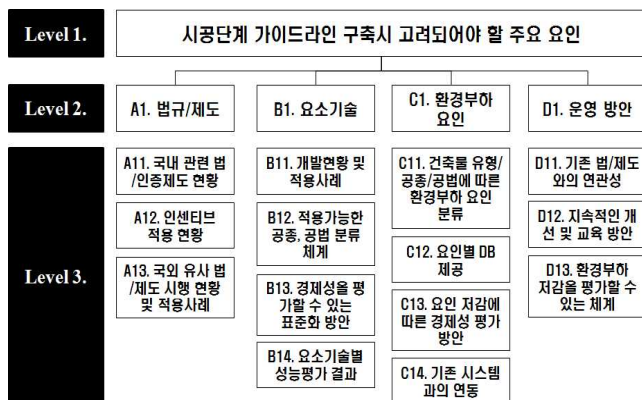 Level 1.
시공단계 가이드라인 구축시 고려되어야 할 주요 요인
Level 2.
A1. 법규/제도
B1. 요소기술
C1. 환경부하
요인
D1. 운영 방안
Level 3.
A11. 국내 관련 법
/인증제도 현황
A12. 인센티브
적용 현황
A13. 국외 유사 법
/제도 시행 현황
및 적용사례
B11. 개발현황 및
적용사례
B12. 적용가능한
공종, 공법 분류
체계
B13. 경제성을 평
가할 수 있는
표준화 방안
B14. 요소기술별
성능평가 결과
C11. 건축물 유형/
공종/공법에 따른
환경부하 요인
분류
C12. 요인별 DB
제공
C13. 요인 저감에
따른 경제성 평가
방안
C14. 기존 시스템
과의 연동
D11. 기존 법/제도
와의 연관성
D12. 지속적인 개
선 및 교육 방안
D13. 환경부하
저감을 평가할 수
있는 체계